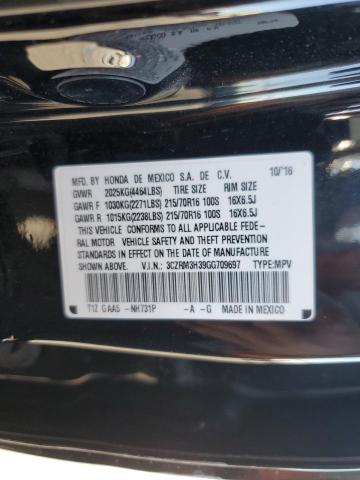 MFD. BY HONDA DE MEXICO S.A. DE C.V. 10/16
GVWR 2025KG(4464LBS) TIRE SIZE RIM SIZE
GAWR F 1030KG(2271LBS) 215/70R16 100S 16X6.5J
GAWR R 1015KG(2238LBS) 215/70R16 100S 16X6.5J
THIS VEHICLE CONFORMS TO ALL APPLICABLE FEDE-
RAL MOTOR VEHICLE SAFETY AND THEFT PREVENTION
STANDARDS IN EFFECT ON THE DATE OF MANUFACTURE
SHOWN ABOVE. V.I.N.: 3CZRM3H39GG709697 TYPE:MPV
T1Z GAA5 -NH731P -A -G MADE IN MEXICO